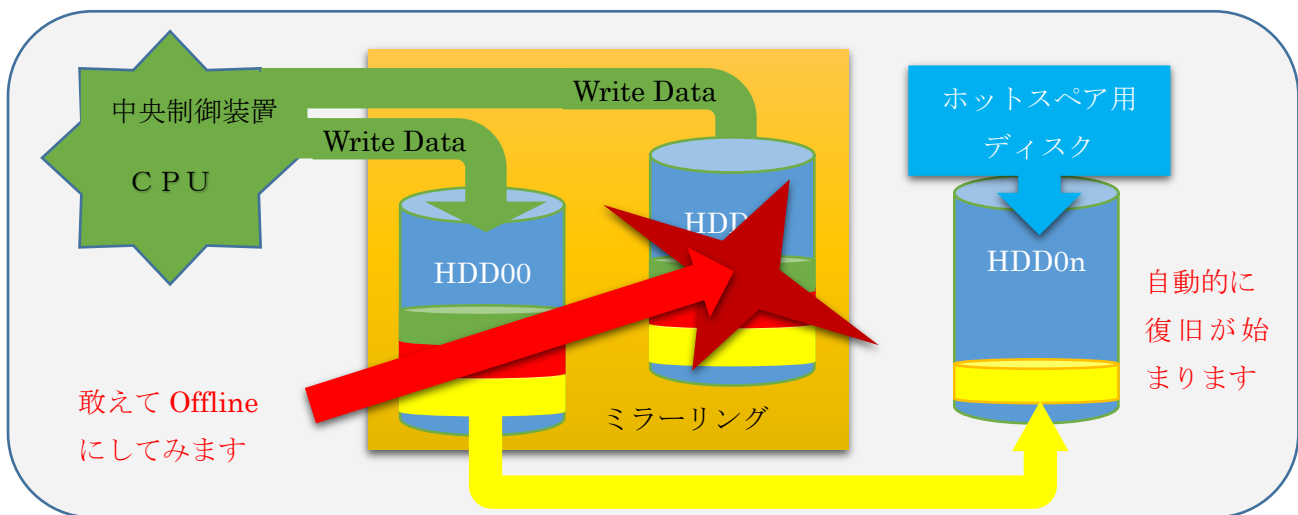 中央制御装置
ＣＰＵ
Write Data
Write Data
ホットスペア用
ディスク
HDD00
HDD0n
自動的に
復旧が始
まります
敢えて Offline
にしてみます
ミラーリング